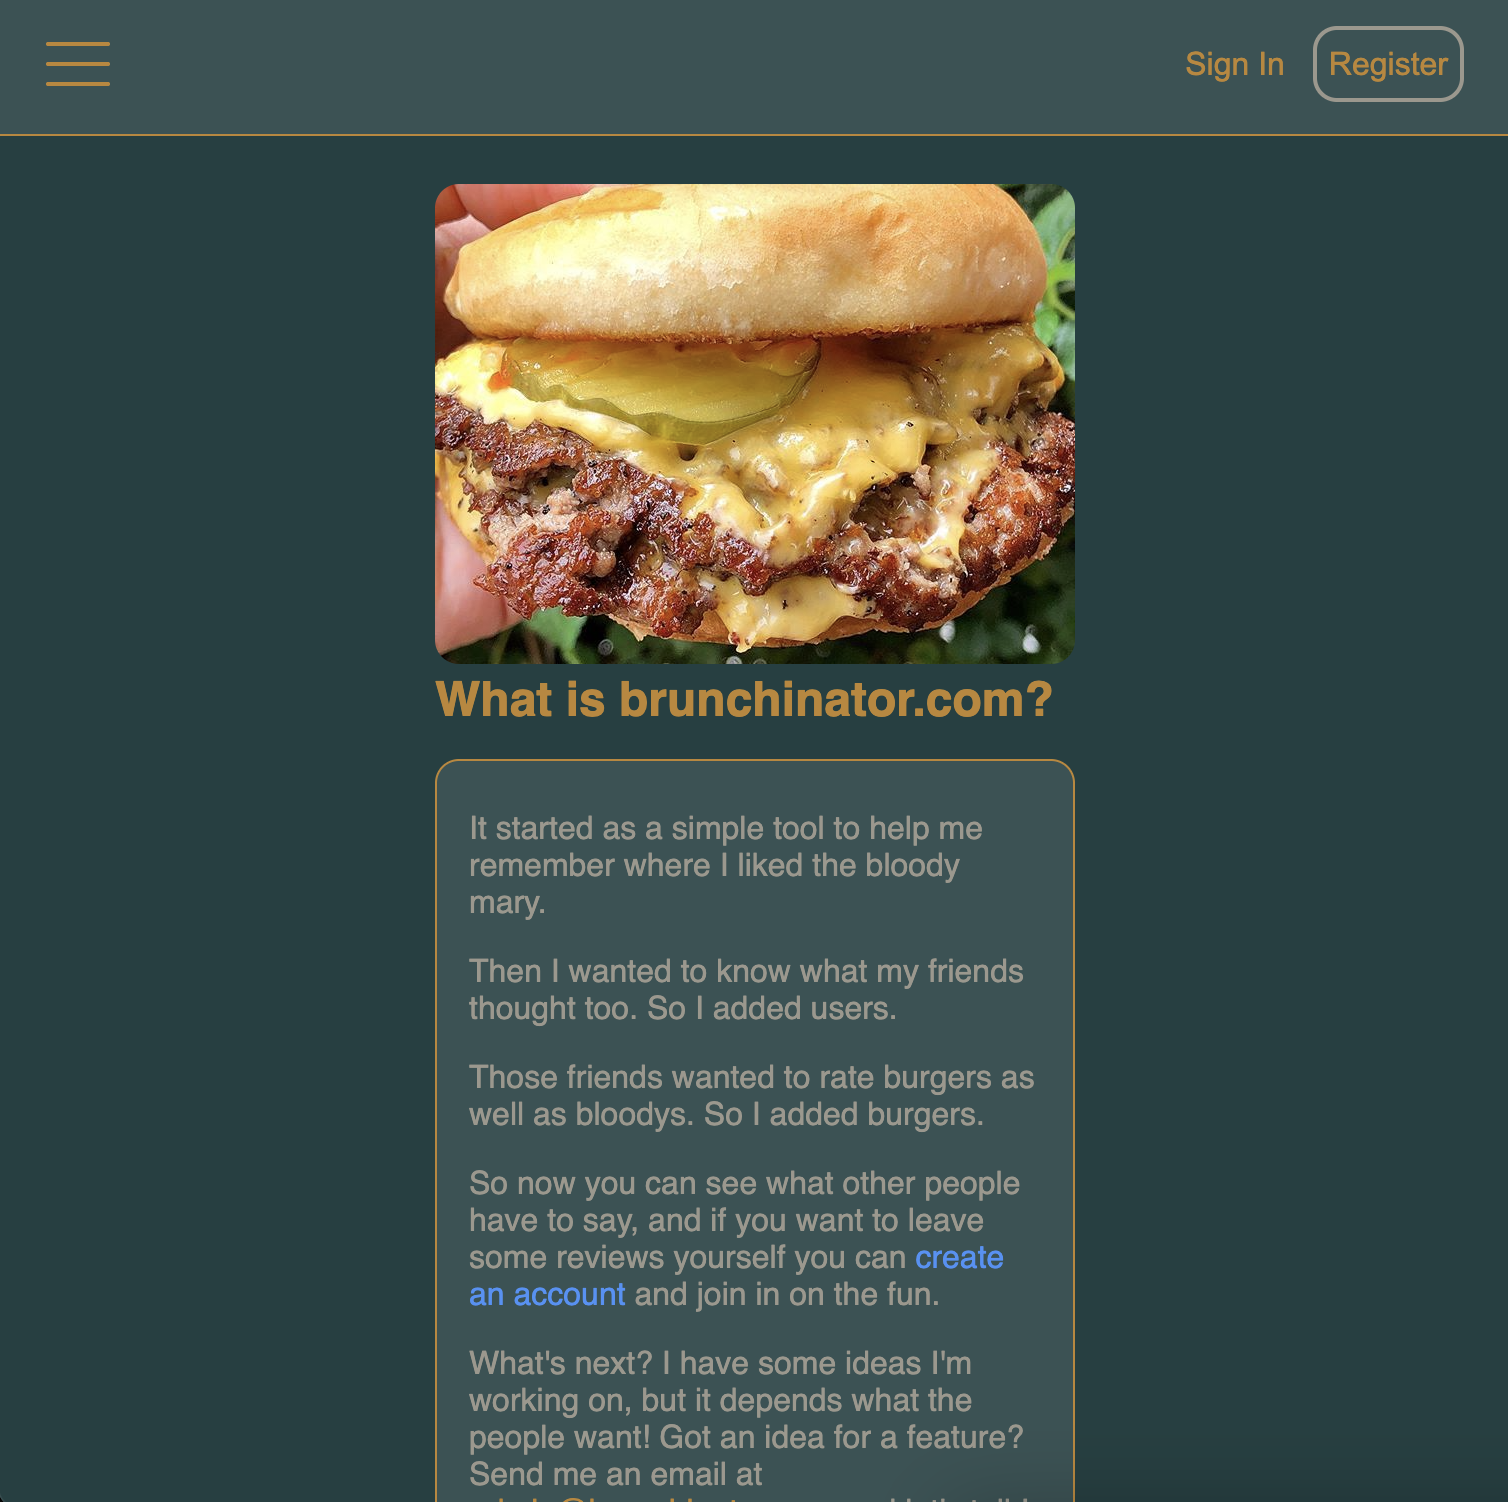 Sign In
Register
What is brunchinator.com?
It started as a simple tool to help me
remember where I liked the bloody
mary.
Then I wanted to know what my friends
thought too. So I added users.
Those friends wanted to rate burgers as
well as bloodys. So I added burgers.
So now you can see what other people
have to say, and if you want to leave
some reviews yourself you can create
an account and join in on the fun.
What's next? I have some ideas I'm
working on, but it depends what the
people want! Got an idea for a feature?
Send me an email at